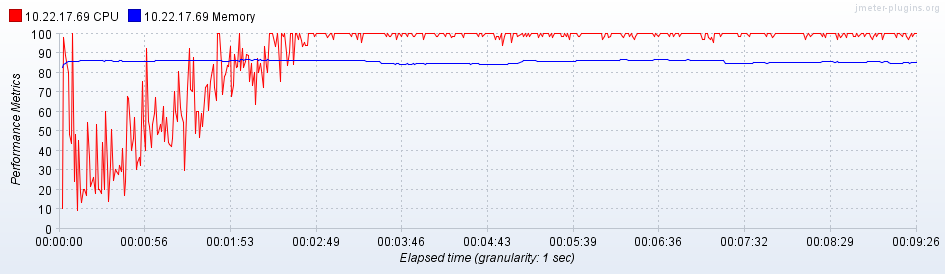 jmeter-plugins.org
10.22.17.69 CPU 10.22.17.69 Memory
100
90
80
70
60
50
40
30
20
10
0
Performance Metrics
00:00:00 00:00:56 00:01:53 00:02:49 00:03:46 00:04:43 00:05:39 00:06:36 00:07:32 00:08:29 00:09:26
Elapsed time (granularity: 1 sec)